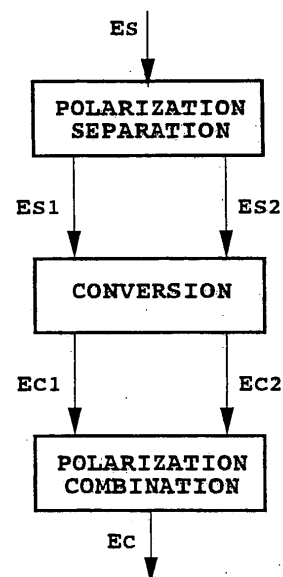 Es
POLARIZATION
SEPARATION
Es1 Es2
CONVERSION
Ec1 Ec2
POLARIZATION
COMBINATION
Ec